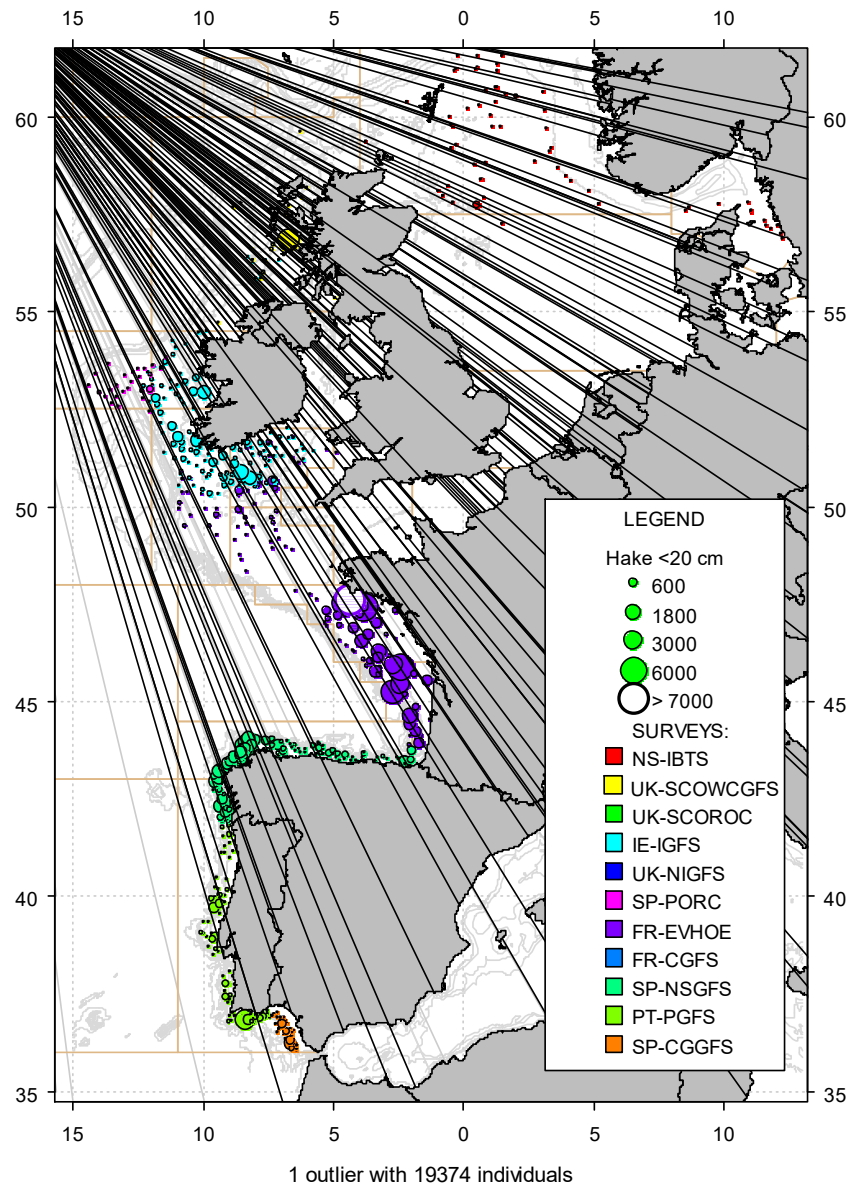 15 10 5 0 5 10
60 60
55 55
50 50
LEGEND
Hake <20 cm
600
1800
3000
6000
> 7000
45 45
SURVEYS:
NS-IBTS
UK-SCOWCGFS
UK-SCOROC
IE-IGFS
UK-NIGFS
40 40
SP-PORC
FR-EVHOE
FR-CGFS
SP-NSGFS
PT-PGFS
SP-CGGFS
35 35
15 10 5 0 5 10
1 outlier with 19374 individuals